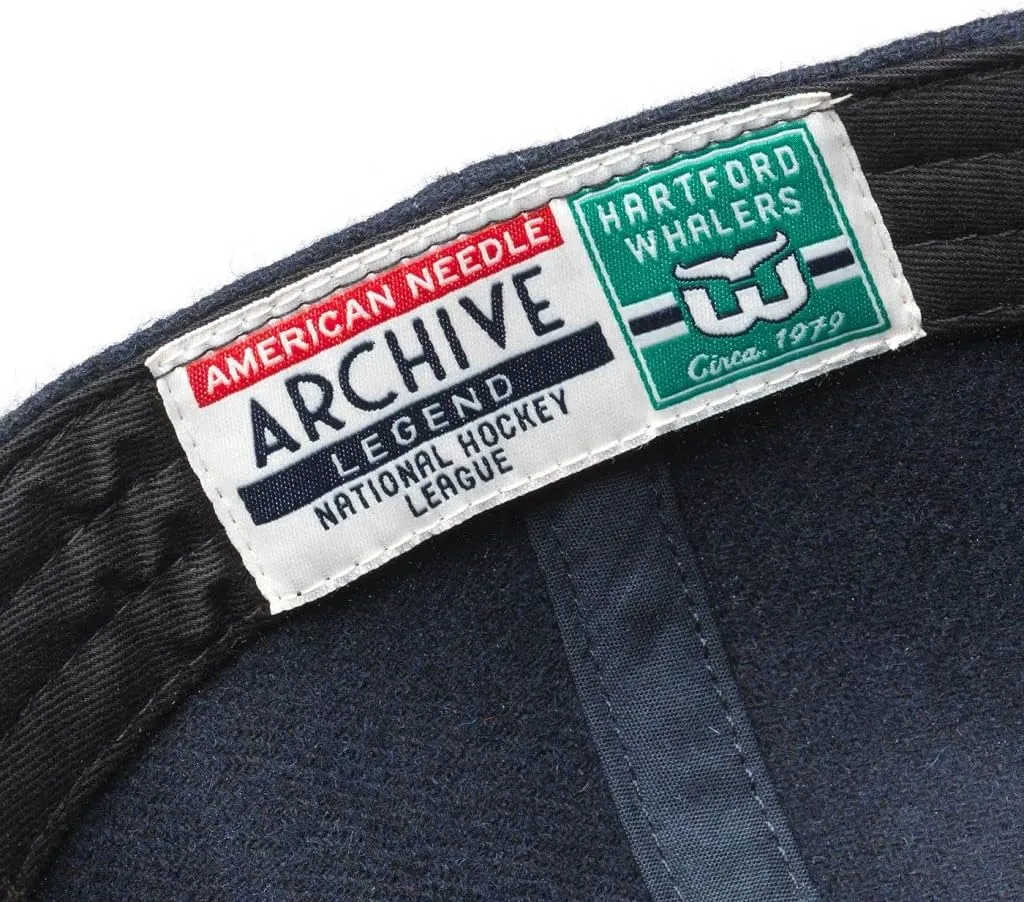 AMERICAN NEEDLE
ARCHIVE
LEGEND
NATIONAL HOCKEY
LEAGUE
HARTFORD
WHALERS
Circa. 1979